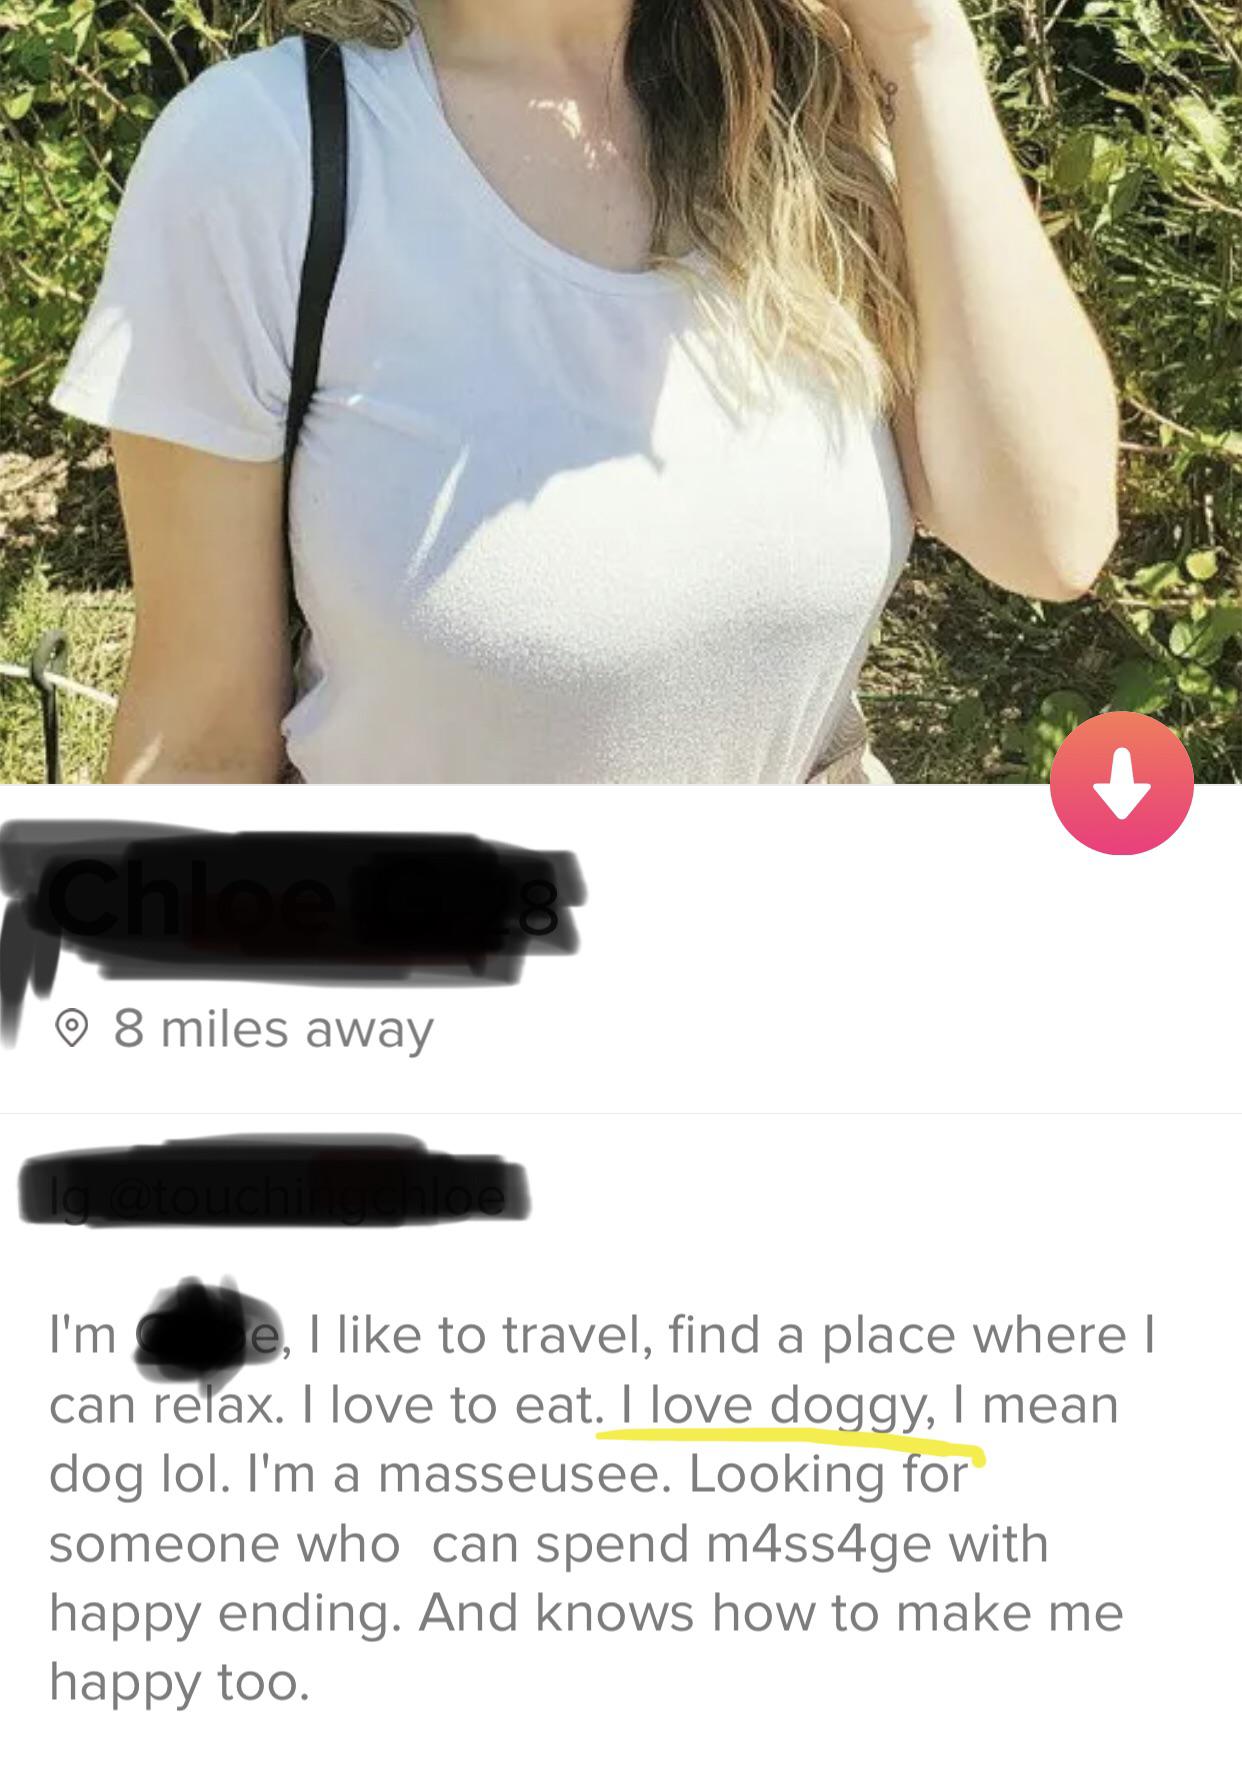 8 miles away
I'm , I like to travel, find a place where I
can relax. I love to eat. I love doggy, I mean
dog lol. I'm a masseusee. Looking for
someone who  can spend m4ss4ge with
happy ending. And knows how to make me
happy too.